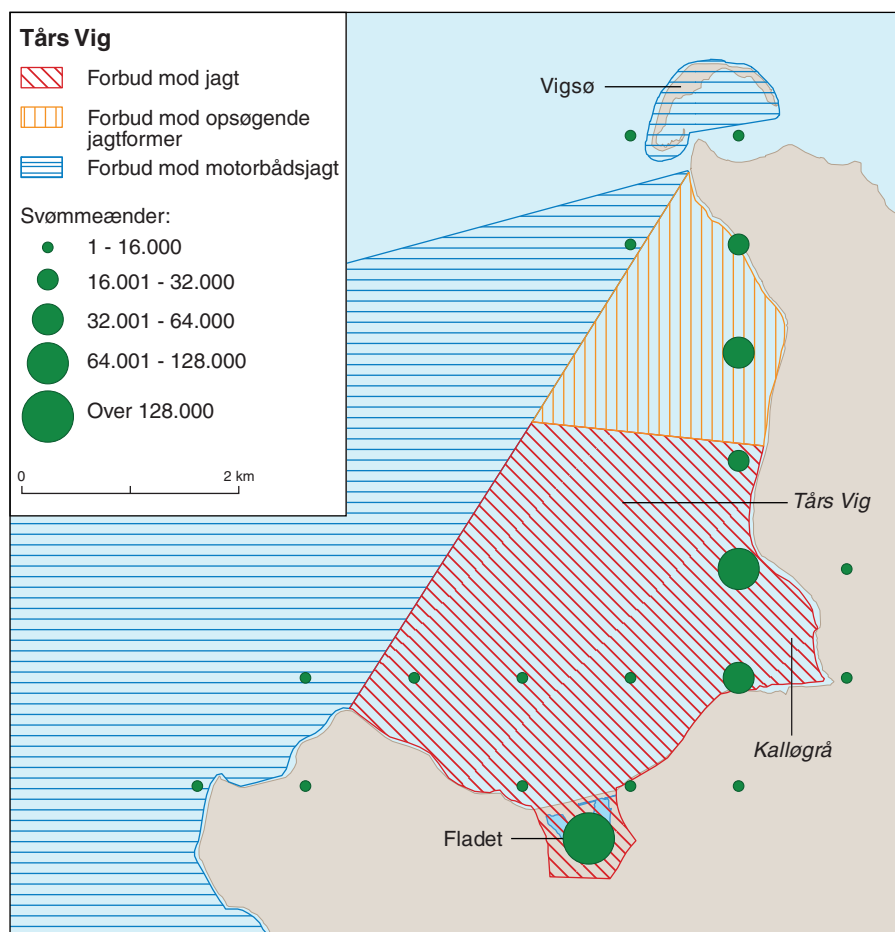 Tårs Vig
Forbud mod jagt
Forbud mod opsøgende
jagtformer
Forbud mod motorbådsjagt
Svømmeænder:
1 - 16.000
16.001 - 32.000
32.001 - 64.000
64.001 - 128.000
Over 128.000
0 2 km
Vigsø
Tårs Vig
Kalløgrå
Fladet